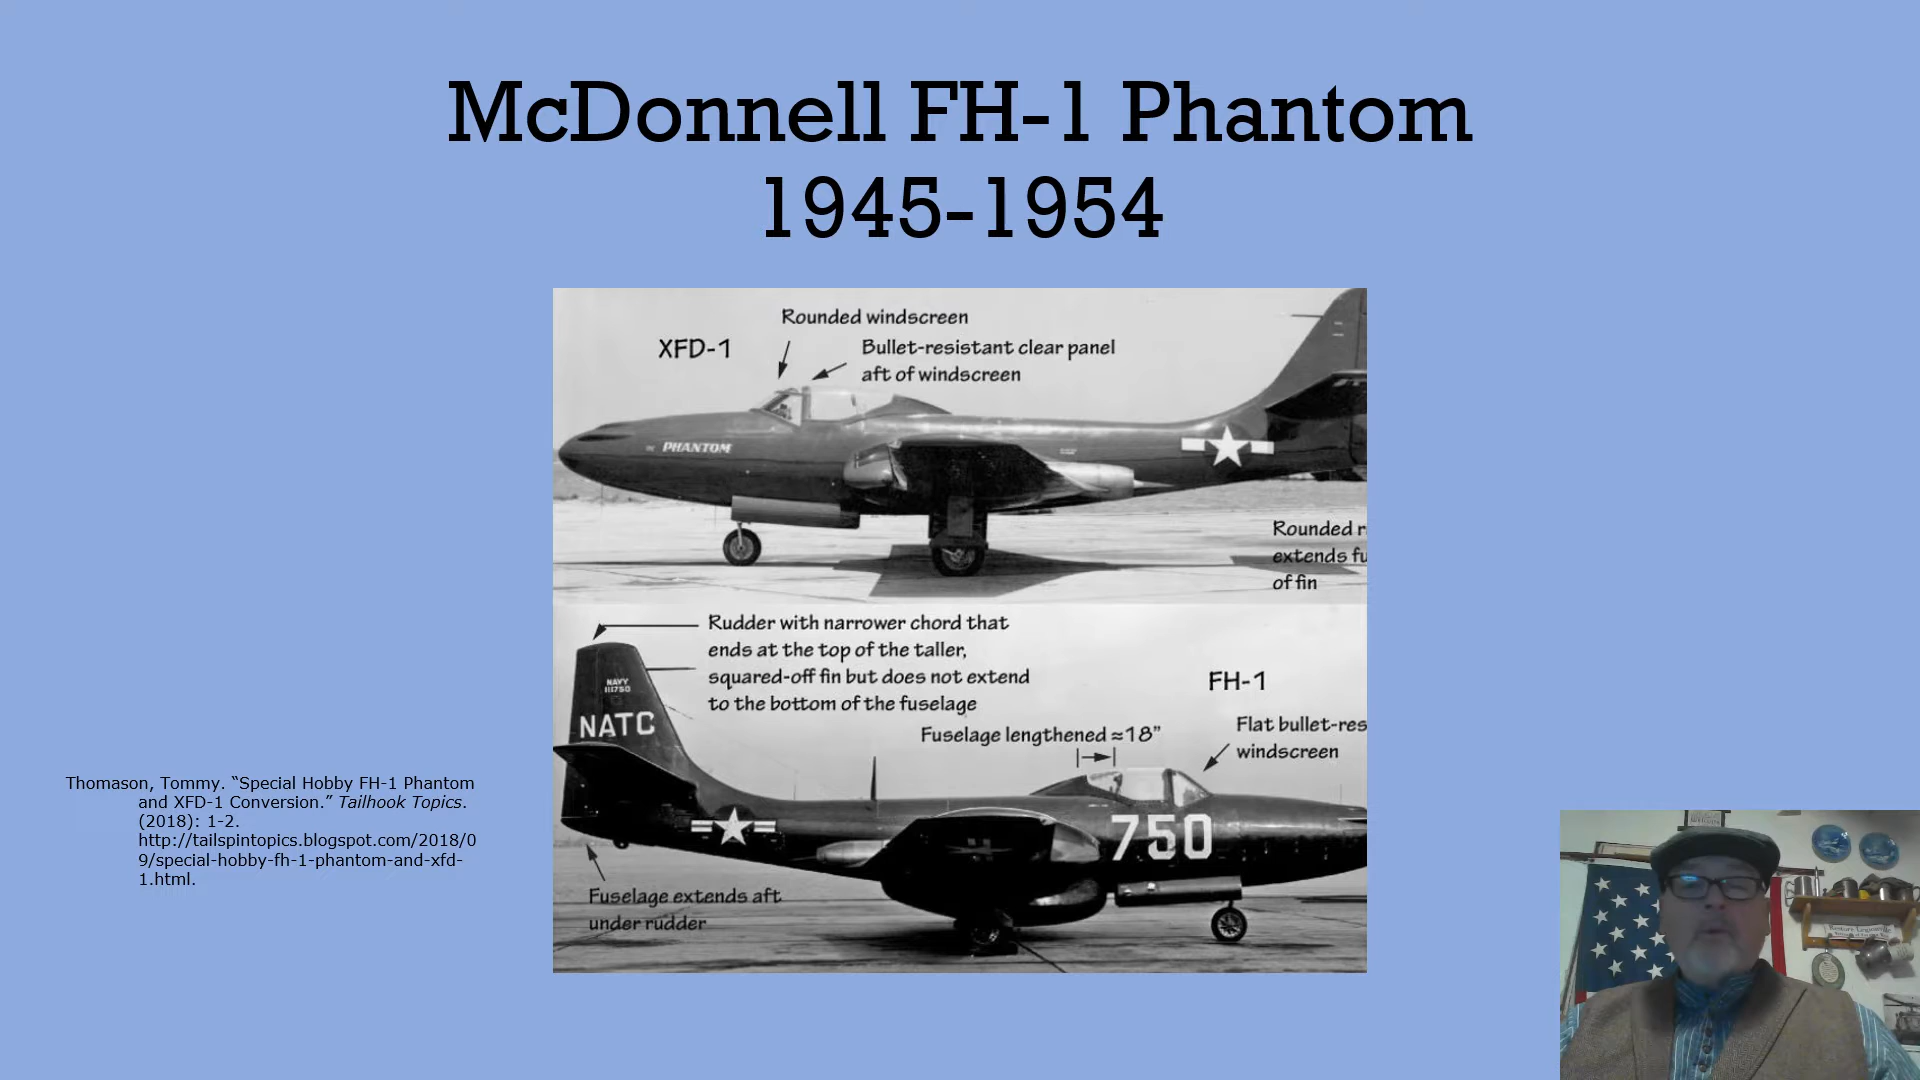 McDonnell FH-1 Phantom
1945-1954
Rounded windscreen
XFD-1
Bullet-resistant clear panel
aft of windscreen
PHANTOM
Rounded r
extends fu
of fin
Rudder with narrower chord that
ends at the top of the taller,
squared-off fin but does not extend
to the bottom of the fuselage
NAVY
111750
NATC
FH-1
Fuselage lengthened ≈18”
Flat bullet-res
windscreen
750
Fuselage extends aft
under rudder
Thomason, Tommy. “Special Hobby FH-1 Phantom
and XFD-1 Conversion.” Tailhook Topics.
(2018): 1-2.
http://tailspintopics.blogspot.com/2018/0
9/special-hobby-fh-1-phantom-and-xfd-
1.html.